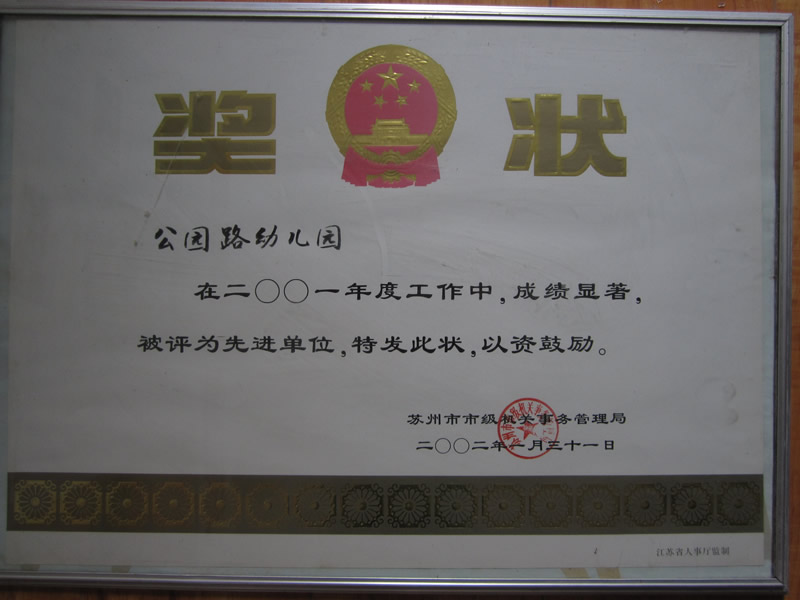 奖状
公园路幼儿园
在二〇〇一年度工作中,成绩显著,
被评为先进单位,特发此状,以资鼓励。
苏州市市级机关事务管理局
二〇〇二年一月三十一日
江苏省人事厅监制